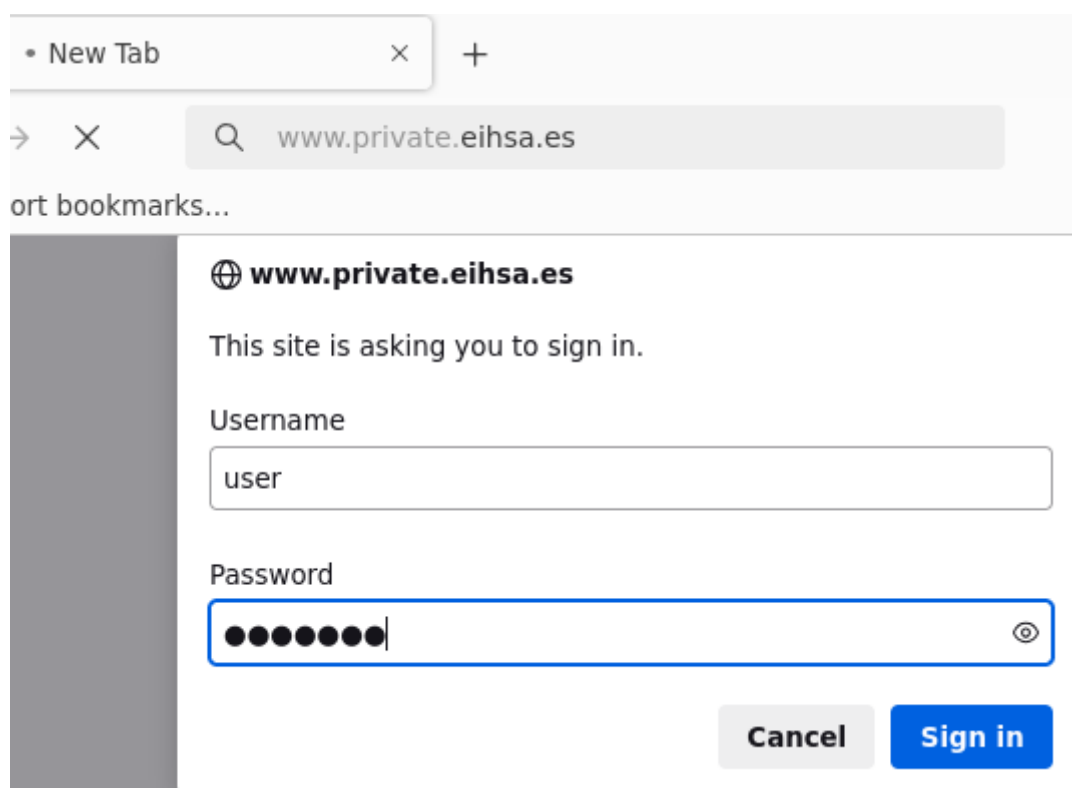 • New Tab
www.private.eihsa.es
ort bookmarks...
www.private.eihsa.es
This site is asking you to sign in.
Username
user
Password
●●●●●●●
Cancel
Sign in